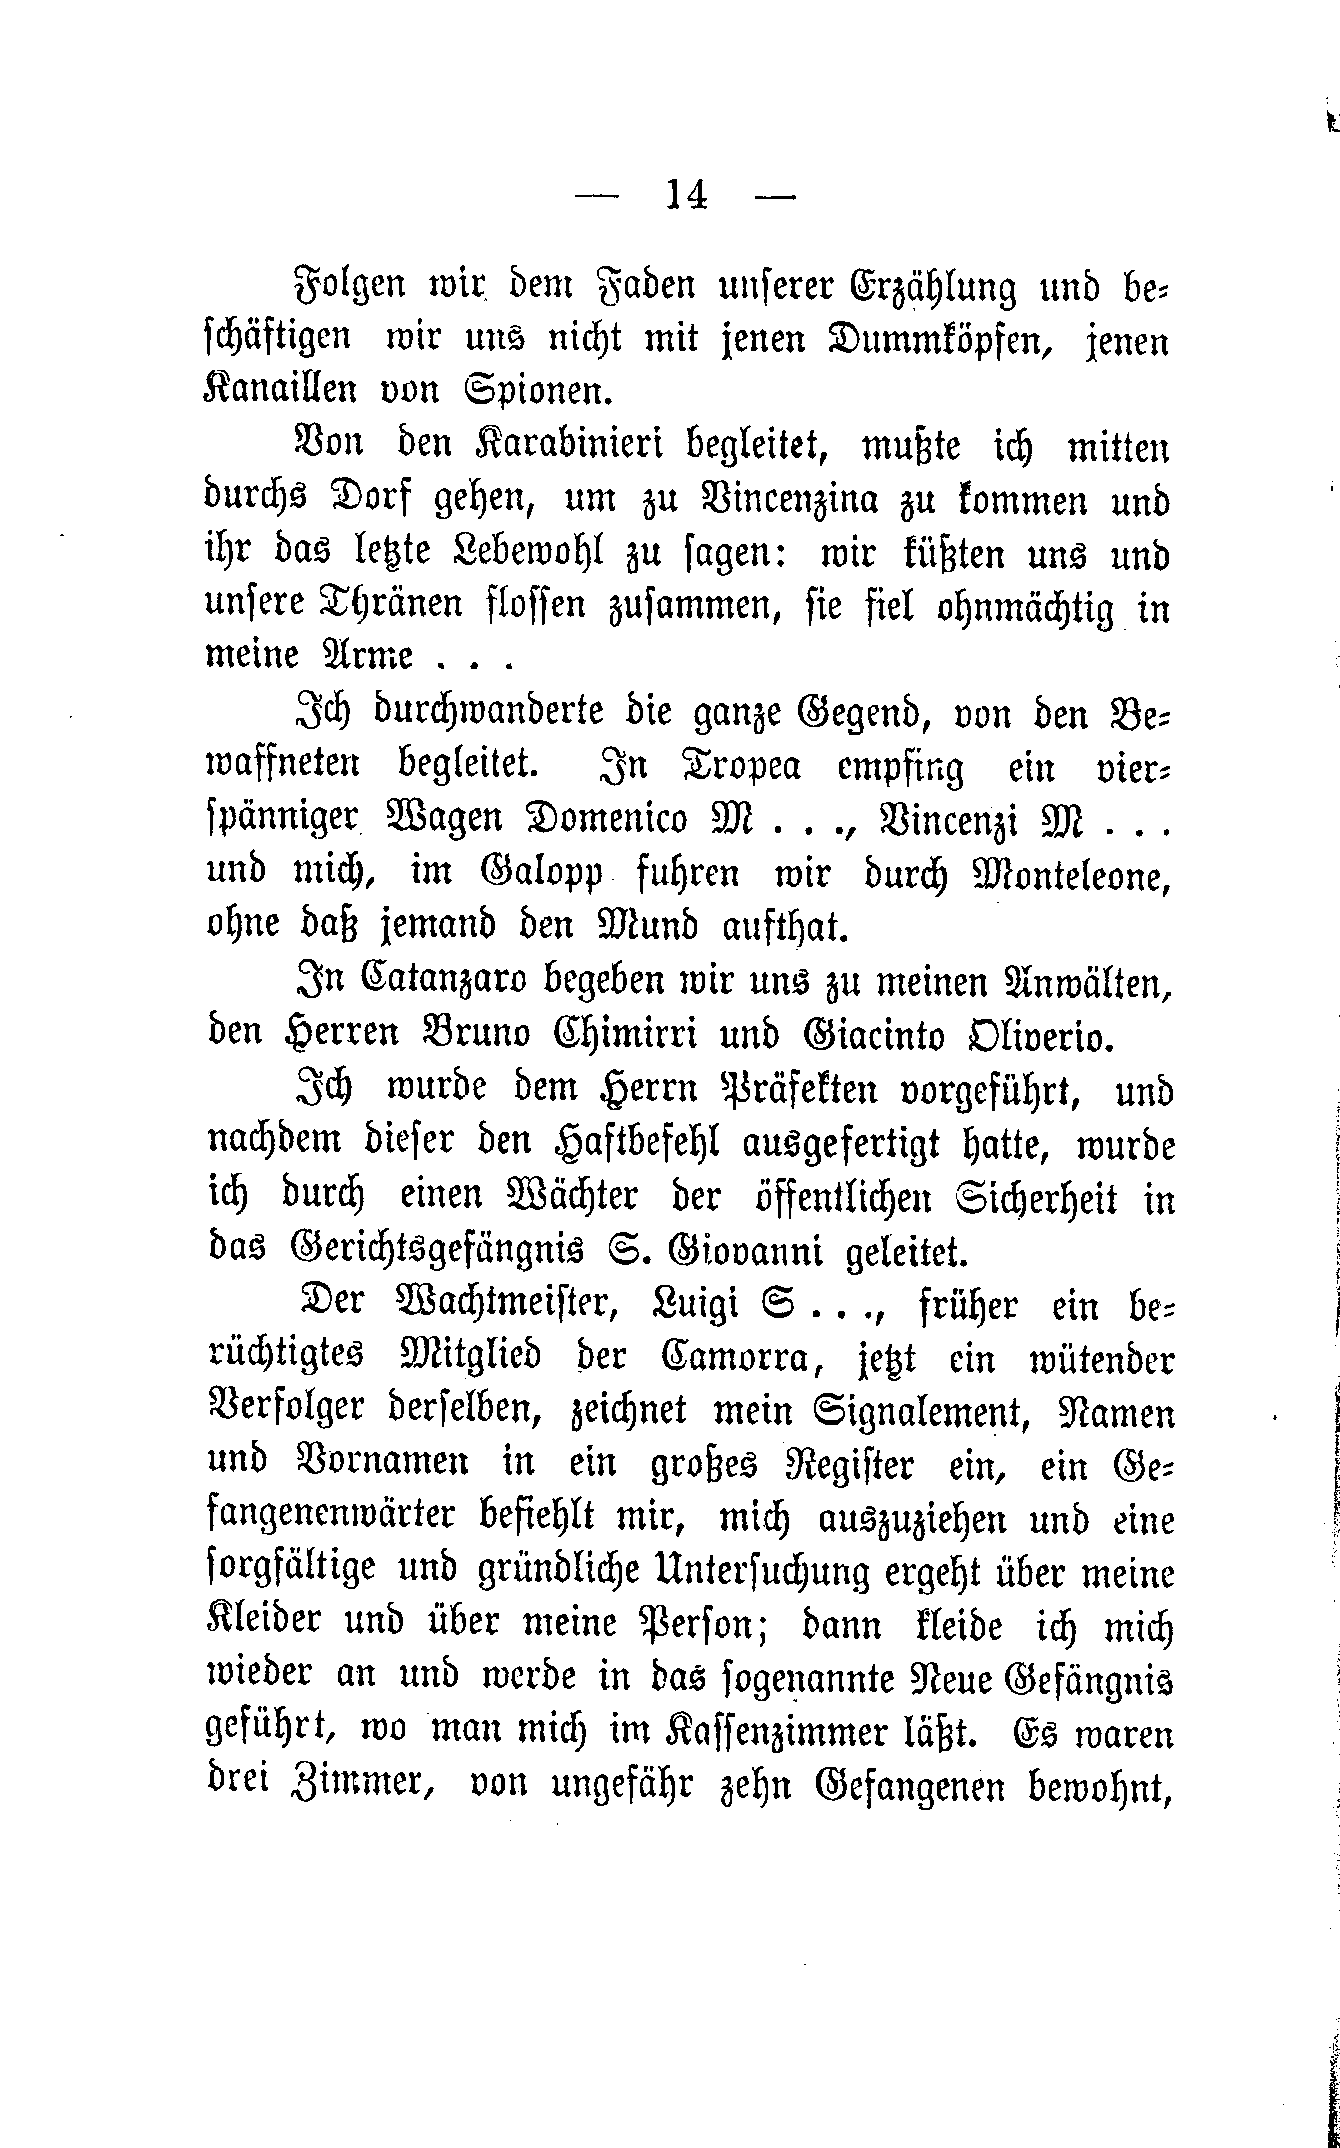 — 14 —
Folgen wir dem Faden unserer Erzählung und be-
schäftigen wir uns nicht mit jenen Dummköpfen, jenen
Kanaillen von Spionen.
Von den Karabinieri begleitet, mußte ich mitten
durchs Dorf gehen, um zu Vincenzina zu kommen und
ihr das letzte Lebewohl zu sagen: wir küßten uns und
unsere Thränen flossen zusammen, sie fiel ohnmächtig in
meine Arme . . .
Ich durchwanderte die ganze Gegend, von den Be-
waffneten begleitet. In Tropea empfing ein vier-
spänniger Wagen Domenico M . . ., Vincenzi M . . .
und mich, im Galopp fuhren wir durch Monteleone,
ohne daß jemand den Mund aufthat.
In Catanzaro begeben wir uns zu meinen Anwälten,
den Herren Bruno Chimirri und Giacinto Oliverio.
Ich wurde dem Herrn Präfekten vorgeführt, und
nachdem dieser den Haftbefehl ausgefertigt hatte, wurde
ich durch einen Wächter der öffentlichen Sicherheit in
das Gerichtsgefängnis S. Giovanni geleitet.
Der Wachtmeister, Luigi S . . ., früher ein be-
rüchtigtes Mitglied der Camorra, jetzt ein wütender
Verfolger derselben, zeichnet mein Signalement, Namen
und Vornamen in ein großes Register ein, ein Ge-
fangenenwärter befiehlt mir, mich auszuziehen und eine
sorgfältige und gründliche Untersuchung ergeht über meine
Kleider und über meine Person; dann kleide ich mich
wieder an und werde in das sogenannte Neue Gefängnis
geführt, wo man mich im Kassenzimmer läßt. Es waren
drei Zimmer, von ungefähr zehn Gefangenen bewohnt,